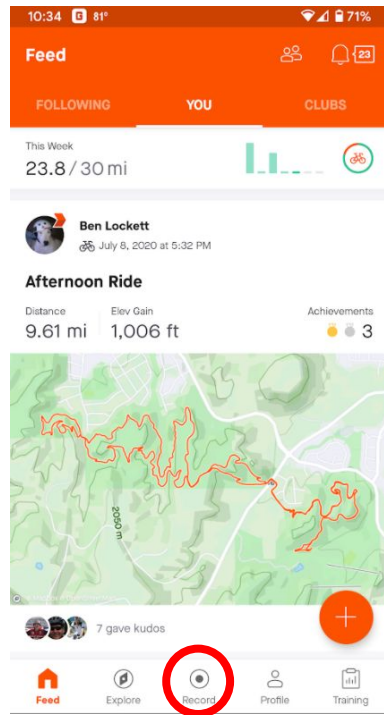 10:34 81° 71%
Feed 23
FOLLOWING YOU CLUBS
This Week
23.8 / 30 mi
Ben Lockett
July 8, 2020 at 5:32 PM
Afternoon Ride
Distance Elev Gain Achievements
9.61 mi 1,006 ft 3
2050 m
7 gave kudos
Feed Explore Record Profile Training